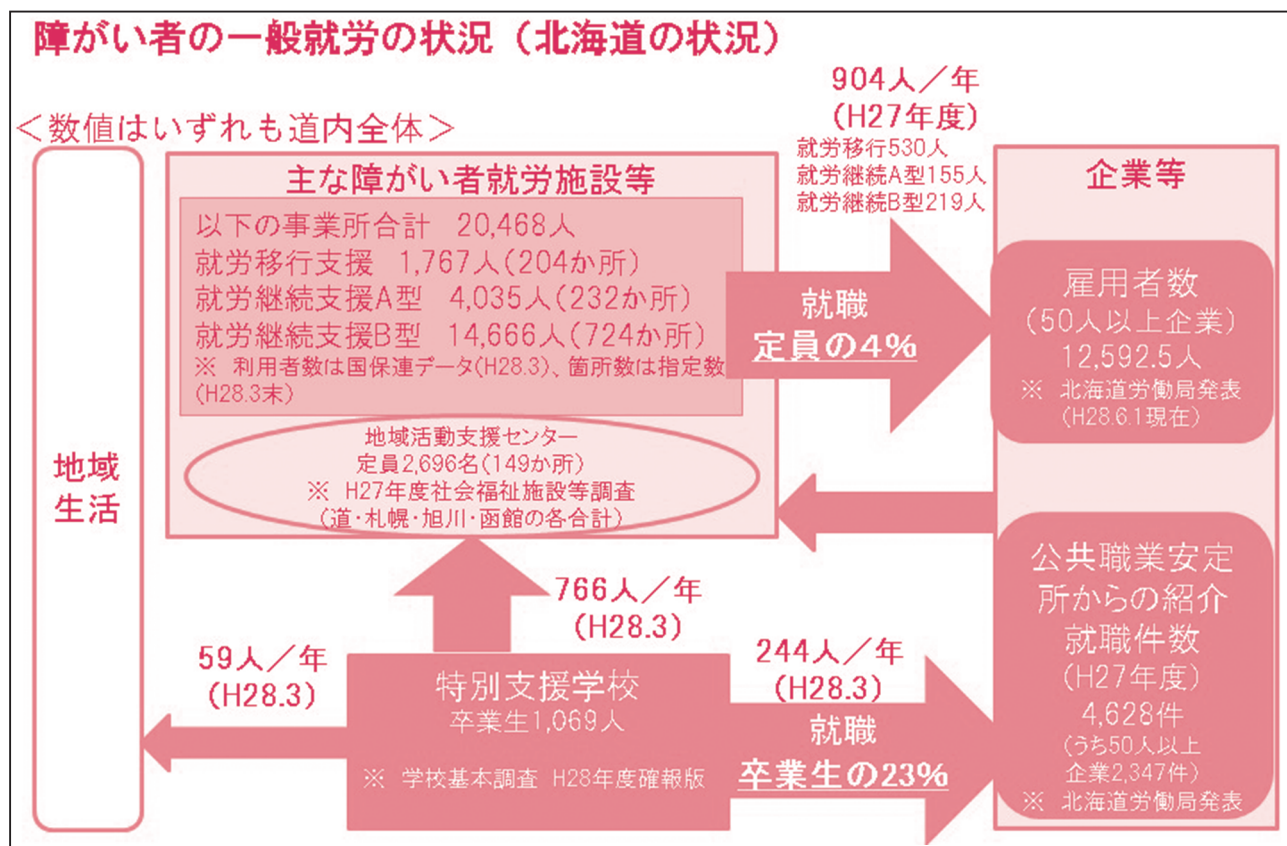 障がい者の一般就労の状況（北海道の状況）
＜数値はいずれも道内全体＞
地域
生活
主な障がい者就労施設等
以下の事業所合計　20,468人
就労移行支援　1,767人(204か所)
就労継続支援A型　4,035人(232か所)
就労継続支援B型　14,666人(724か所)
※　利用者数は国保連データ(H28.3)、箇所数は指定数
(H28.3末)
地域活動支援センター
定員2,696名(149か所)
※　H27年度社会福祉施設等調査
(道・札幌・旭川・函館の各合計)
904人／年
(H27年度)
就労移行530人
就労継続A型155人
就労継続B型219人
就職
定員の4%
企業等
雇用者数
(50人以上企業)
12,592.5人
※　北海道労働局発表
(H28.6.1現在)
公共職業安定
所からの紹介
就職件数
(H27年度)
4,628件
(うち50人以上
企業2,347件)
※　北海道労働局発表
766人／年
(H28.3)
59人／年
(H28.3)
特別支援学校
卒業生1,069人
※　学校基本調査　H28年度確報版
244人／年
(H28.3)
就職
卒業生の23%